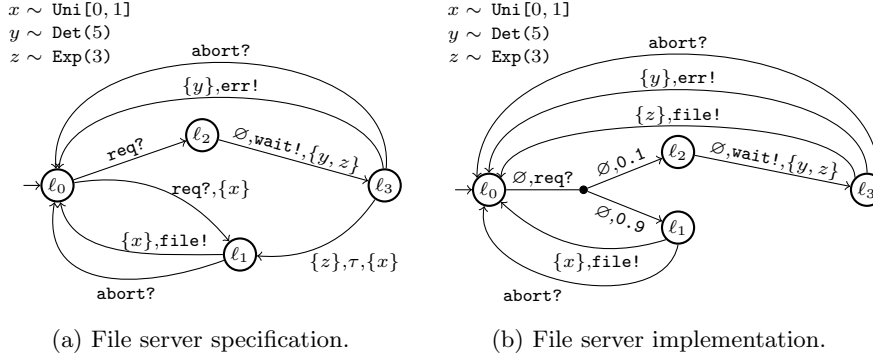 x ∼ Uni[0, 1]
y ∼ Det(5)
z ∼ Exp(3)
abort?
{y},err!
req?
ℓ2
∅,wait!,{y, z}
ℓ0
ℓ3
req?,{x}
{x},file!
ℓ1
{z},τ,{x}
abort?
(a) File server specification.
x ∼ Uni[0, 1]
y ∼ Det(5)
z ∼ Exp(3)
abort?
{y},err!
{z},file!
∅,0.1
ℓ2
∅,wait!,{y, z}
ℓ0
∅,req?
ℓ3
∅,0.9
ℓ1
{x},file!
abort?
(b) File server implementation.